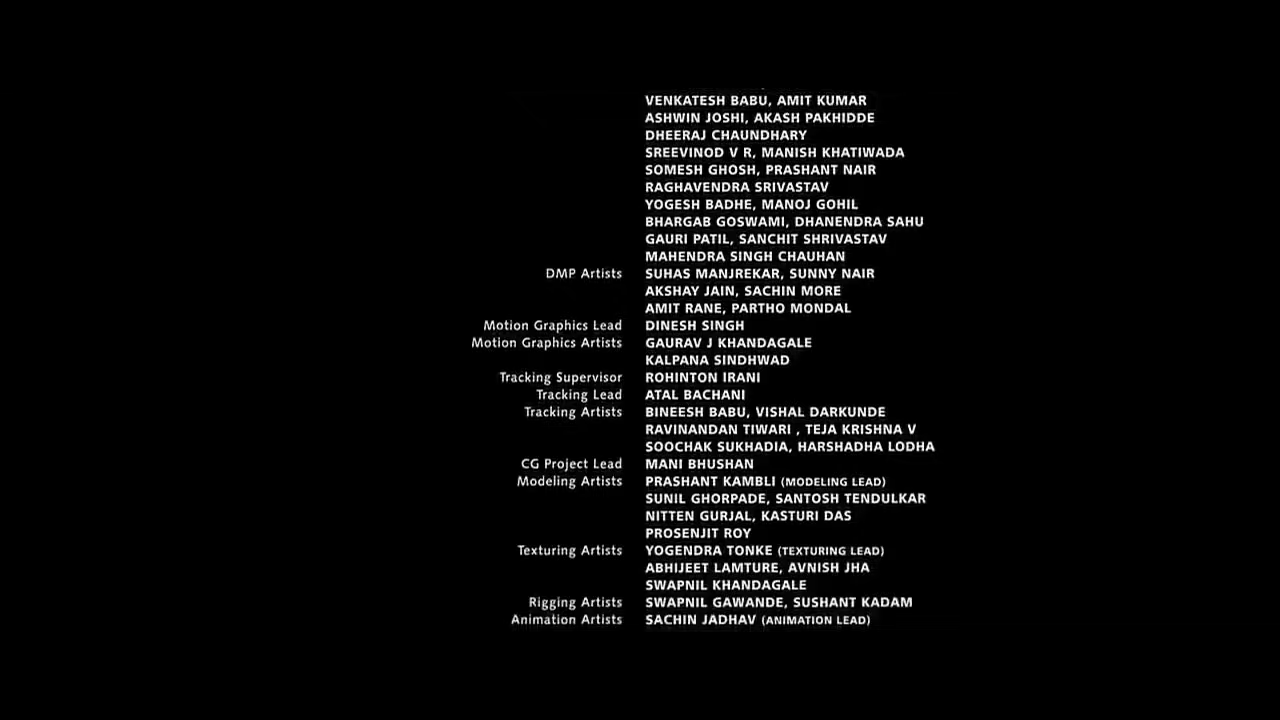 VENKATESH BABU, AMIT KUMAR
ASHWIN JOSHI, AKASH PAKHIDDE
DHEERAJ CHAUNDHARY
SREEVINOD V R, MANISH KHATIWADA
SOMESH GHOSH, PRASHANT NAIR
RAGHAVENDRA SRIVASTAV
YOGESH BADHE, MANOJ GOHIL
BHARGAB GOSWAMI, DHANENDRA SAHU
GAURI PATIL, SANCHIT SHRIVASTAV
MAHENDRA SINGH CHAUHAN
DMP Artists SUHAS MANJREKAR, SUNNY NAIR
AKSHAY JAIN, SACHIN MORE
AMIT RANE, PARTHO MONDAL
Motion Graphics Lead DINESH SINGH
Motion Graphics Artists GAURAV J KHANDAGALE
KALPANA SINDHWAD
Tracking Supervisor ROHINTON IRANI
Tracking Lead ATAL BACHANI
Tracking Artists BINEESH BABU, VISHAL DARKUNDE
RAVINANDAN TIWARI , TEJA KRISHNA V
SOOCHAK SUKHADIA, HARSHADHA LODHA
CG Project Lead MANI BHUSHAN
Modeling Artists PRASHANT KAMBLI (MODELING LEAD)
SUNIL GHORPADE, SANTOSH TENDULKAR
NITTEN GURJAL, KASTURI DAS
PROSENJIT ROY
Texturing Artists YOGENDRA TONKE (TEXTURING LEAD)
ABHIJEET LAMTURE, AVNISH JHA
SWAPNIL KHANDAGALE
Rigging Artists SWAPNIL GAWANDE, SUSHANT KADAM
Animation Artists SACHIN JADHAV (ANIMATION LEAD)